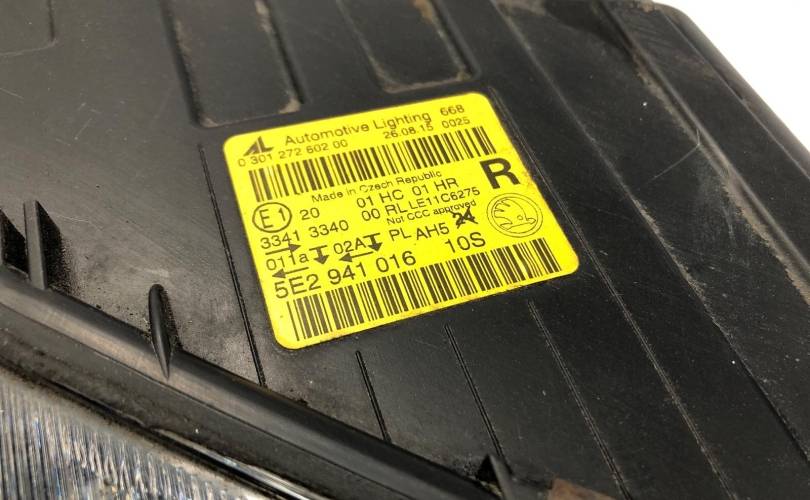 AL Automotive Lighting 668
0 301 272 602 00 26.08.15 0025
Made in Czech Republic
R
E1 20 01 HC 01 HR
3341 3340 00 RL LE11C6275
Not CCC approved
011a 02A PL AH5 24
5E2 941 016 10S